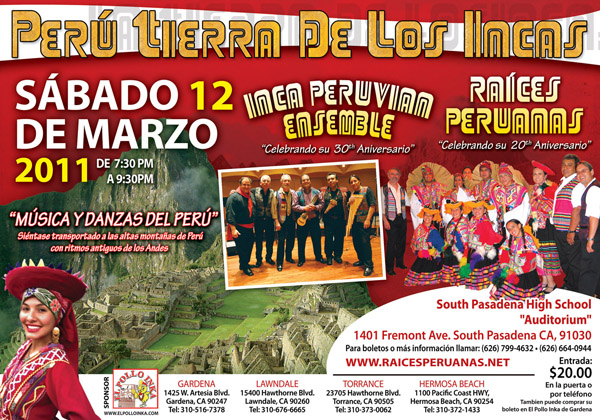 PERÚ TIERRA DE LOS INCAS
SÁBADO 12
DE MARZO
2011 DE 7:30 PM
A 9:30PM
INCA PERUVIAN
ENSEMBLE
"Celebrando su 30th Aniversario"
RAÍCES
PERUANAS
"Celebrando su 20th Aniversario"
"MÚSICA Y DANZAS DEL PERÚ"
Siéntase transportado a las altas montañas de Perú
con ritmos antiguos de los Andes
South Pasadena High School
"Auditorium"
1401 Fremont Ave. South Pasadena CA, 91030
Para boletos o más información llamar: (626) 799-4632 • (626) 664-0944
WWW.RAICESPERUANAS.NET
Entrada:
$20.00
En la puerta o
por teléfono
Tambien puede comprar su
boleto en El Pollo Inka de Gardena
SPONSOR
EL POLLO INKA
WWW.ELPOLLOINKA.COM
GARDENA
1425 W. Artesia Blvd.
Gardena, CA 90247
Tel: 310-516-7378
LAWNDALE
15400 Hawthorne Blvd.
Lawndale, CA 90260
Tel: 310-676-6665
TORRANCE
23705 Hawthorne Blvd.
Torrance, CA 90505
Tel: 310-373-0062
HERMOSA BEACH
1100 Pacific Coast HWY,
Hermosa Beach, CA 90254
Tel: 310-372-1433